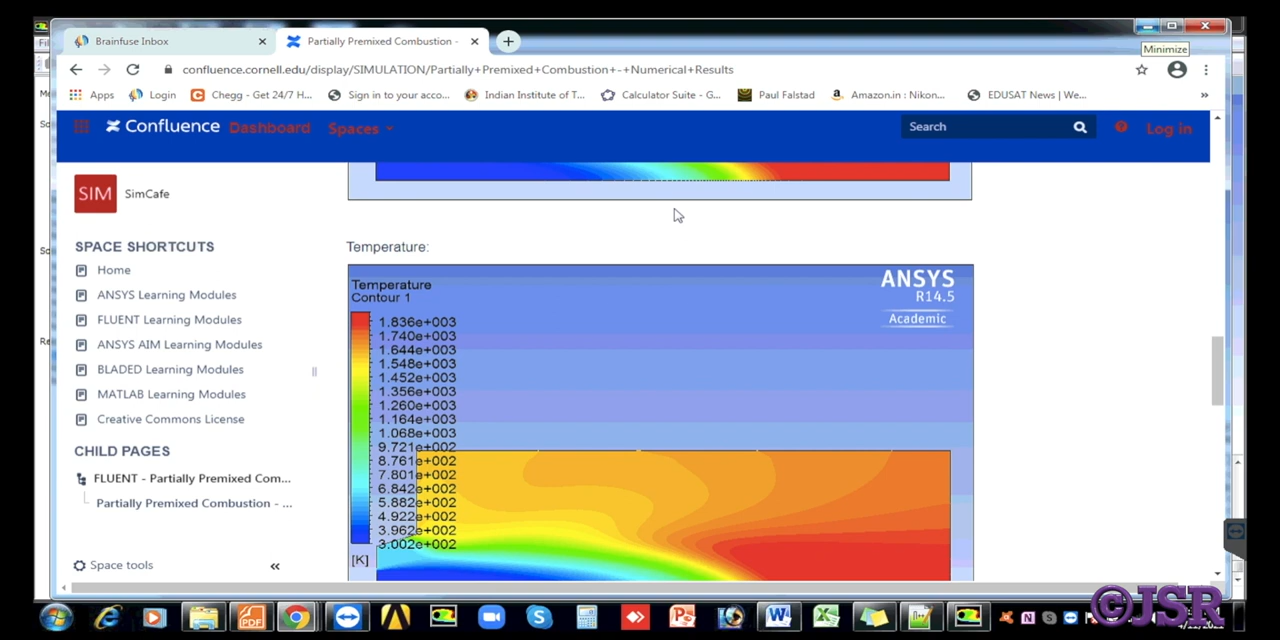 Brainfuse Inbox
Partially Premixed Combustion -
Minimize
confluence.cornell.edu/display/SIMULATION/Partially+Premixed+Combustion+-+Numerical+Results
Apps
Login
Chegg - Get 24/7 H...
Sign in to your acco...
Indian Institute of T...
Calculator Suite - G...
Paul Falstad
Amazon.in : Nikon...
EDUSAT News | We...
»
Confluence
Dashboard
Spaces
Search
Log in
SIM
SimCafe
SPACE SHORTCUTS
Home
ANSYS Learning Modules
FLUENT Learning Modules
ANSYS AIM Learning Modules
BLADED Learning Modules
MATLAB Learning Modules
Creative Commons License
CHILD PAGES
FLUENT - Partially Premixed Com...
Partially Premixed Combustion - ...
Space tools
«
Temperature:
Temperature
Contour 1
ANSYS
R14.5
Academic
1.836e+003
1.740e+003
1.644e+003
1.548e+003
1.452e+003
1.356e+003
1.260e+003
1.164e+003
1.068e+003
9.721e+002
8.761e+002
7.801e+002
6.842e+002
5.882e+002
4.922e+002
3.962e+002
3.002e+002
[K]
©JSR